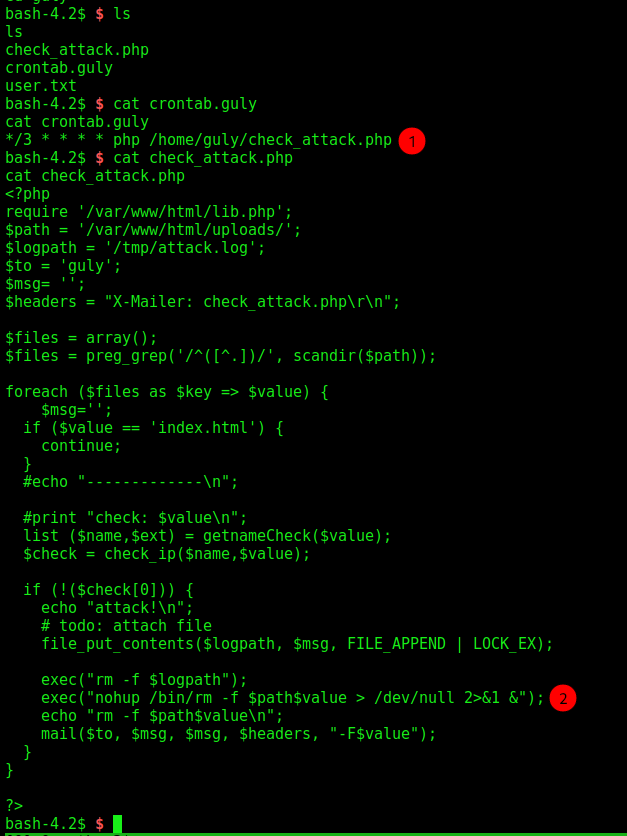 bash-4.2$ $ ls
ls
check_attack.php
crontab.guly
user.txt
bash-4.2$ $ cat crontab.guly
cat crontab.guly
*/3 * * * * php /home/guly/check_attack.php 1
bash-4.2$ $ cat check_attack.php
cat check_attack.php
<?php
require '/var/www/html/lib.php';
$path = '/var/www/html/uploads/';
$logpath = '/tmp/attack.log';
$to = 'guly';
$msg= '';
$headers = "X-Mailer: check_attack.php\r\n";

$files = array();
$files = preg_grep('/^([^.])/', scandir($path));

foreach ($files as $key => $value) {
    $msg='';
  if ($value == 'index.html') {
    continue;
  }
  #echo "-------------\n";

  #print "check: $value\n";
  list ($name,$ext) = getnameCheck($value);
  $check = check_ip($name,$value);

  if (!($check[0])) {
    echo "attack!\n";
    # todo: attach file
    file_put_contents($logpath, $msg, FILE_APPEND | LOCK_EX);

    exec("rm -f $logpath");
    exec("nohup /bin/rm -f $path$value > /dev/null 2>&1 &"); 2
    echo "rm -f $path$value\n";
    mail($to, $msg, $msg, $headers, "-F$value");
  }
}

?>
bash-4.2$ $